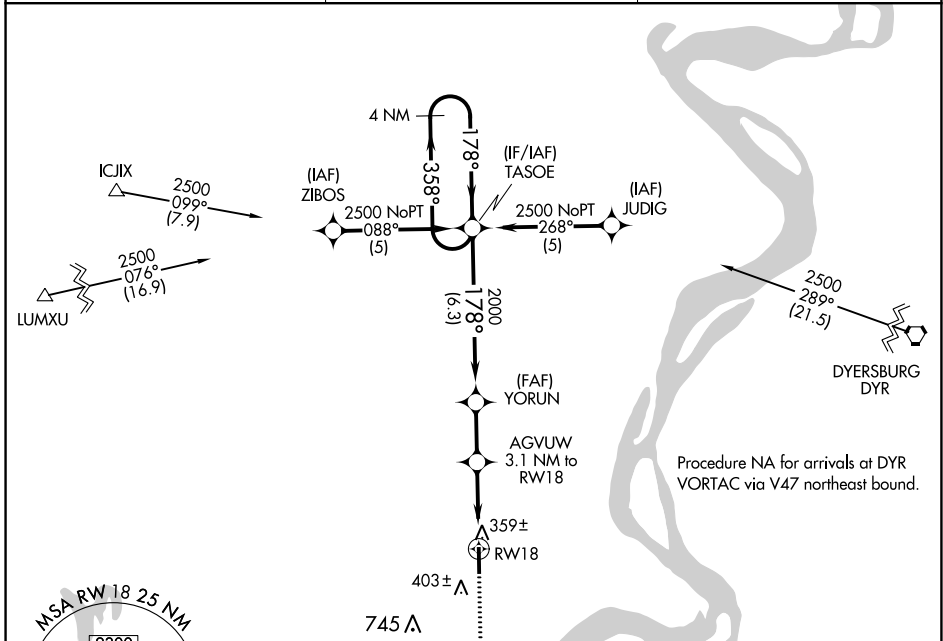 4 NM
178°
358°
(IF/IAF)
TASOE
ICJIX
2500
099°
(7.9)
(IAF)
ZIBOS
2500 NoPT
088°
(5)
2500 NoPT
268°
(5)
(IAF)
JUDIG
2500
076°
(16.9)
LUMXU
2000
178°
(6.3)
2500
289°
(21.5)
DYERSBURG
DYR
(FAF)
YORUN
AGVUW
3.1 NM to
RW18
Procedure NA for arrivals at DYR
VORTAC via V47 northeast bound.
359±
RW18
403±
745
MSA RW 18 25 NM